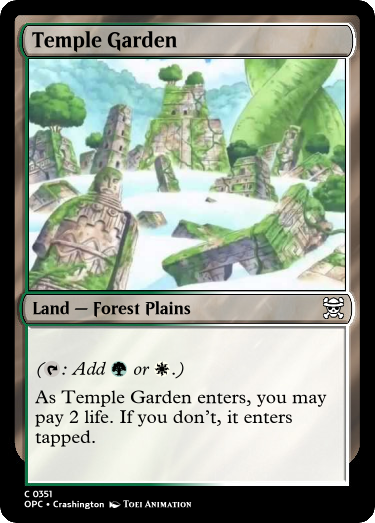 Temple Garden
Land — Forest Plains
(T: Add G or W.)
As Temple Garden enters, you may
pay 2 life. If you don't, it enters
tapped.
C 0351
OPC • Crashington TOEI ANIMATION